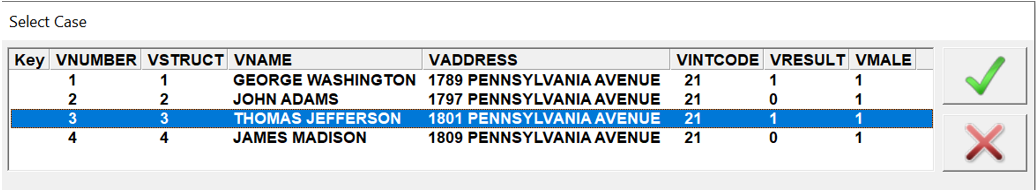 Select Case
Key VNUMBER VSTRUCT VNAME VADDRESS VINTCODE VRESULT VMALE
1 1 GEORGE WASHINGTON 1789 PENNSYLVANIA AVENUE 21 1 1
2 2 JOHN ADAMS 1797 PENNSYLVANIA AVENUE 21 0 1
3 3 THOMAS JEFFERSON 1801 PENNSYLVANIA AVENUE 21 1 1
4 4 JAMES MADISON 1809 PENNSYLVANIA AVENUE 21 0 1